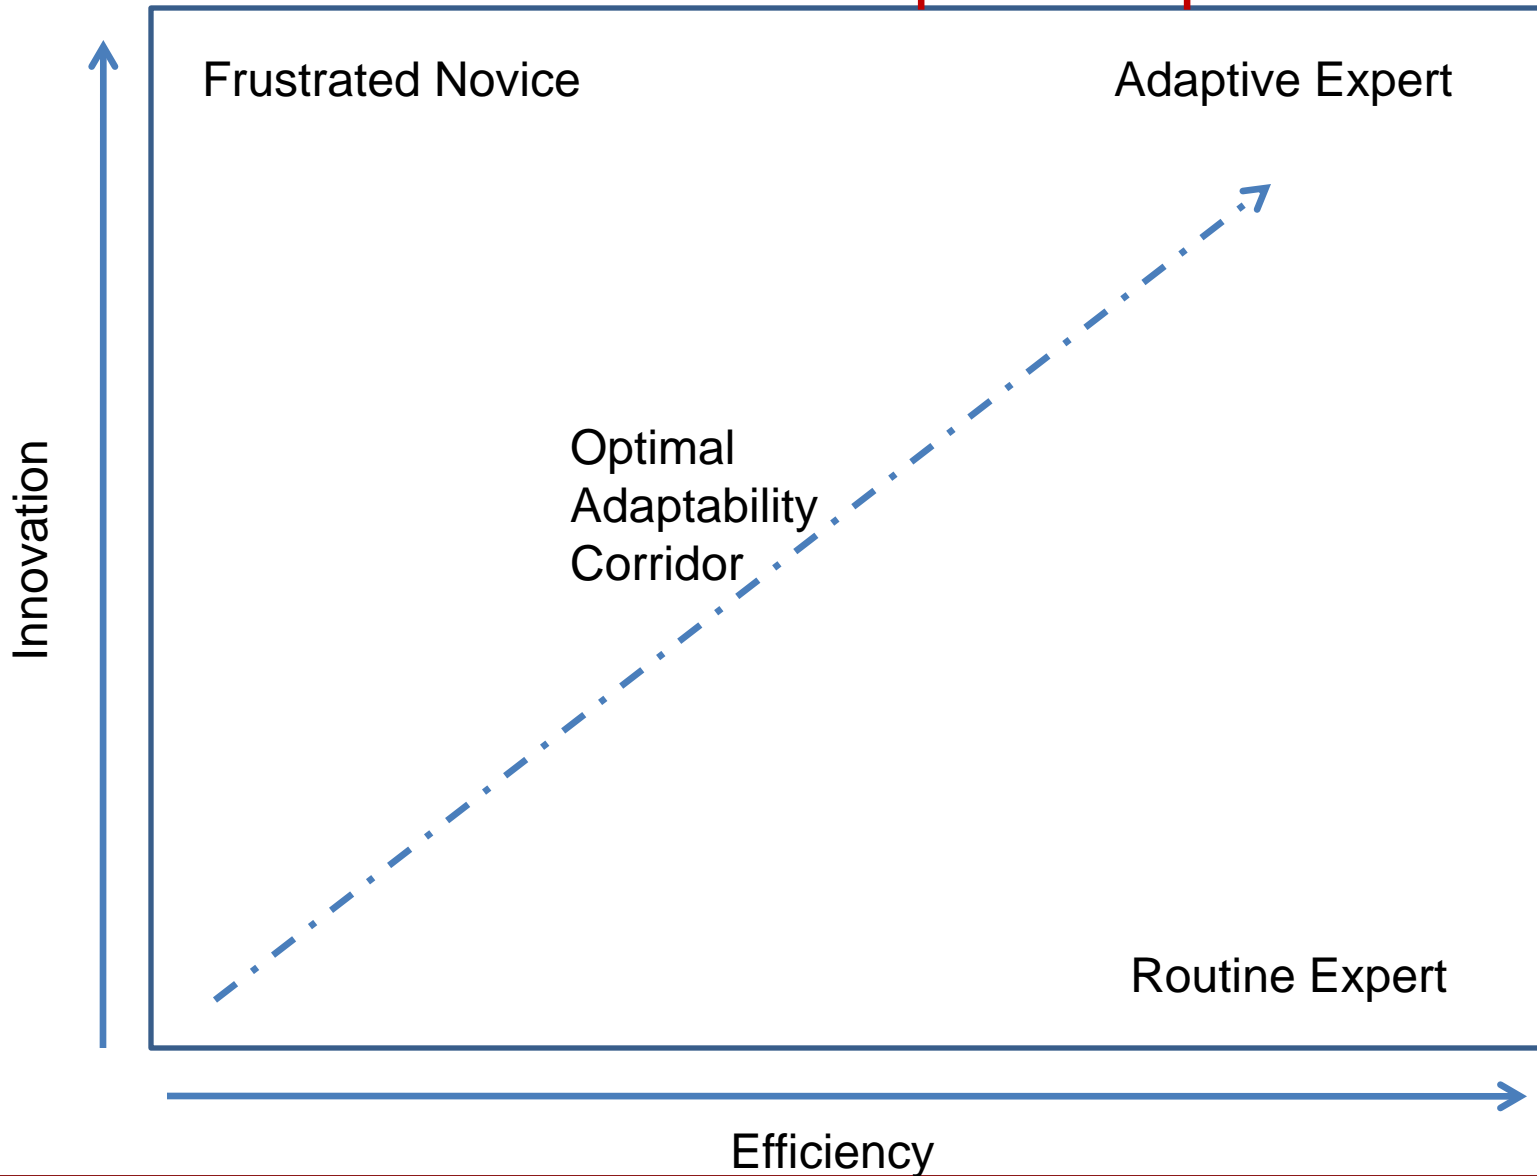 Frustrated Novice
Adaptive Expert
Innovation
Optimal
Adaptability
Corridor
Routine Expert
Efficiency